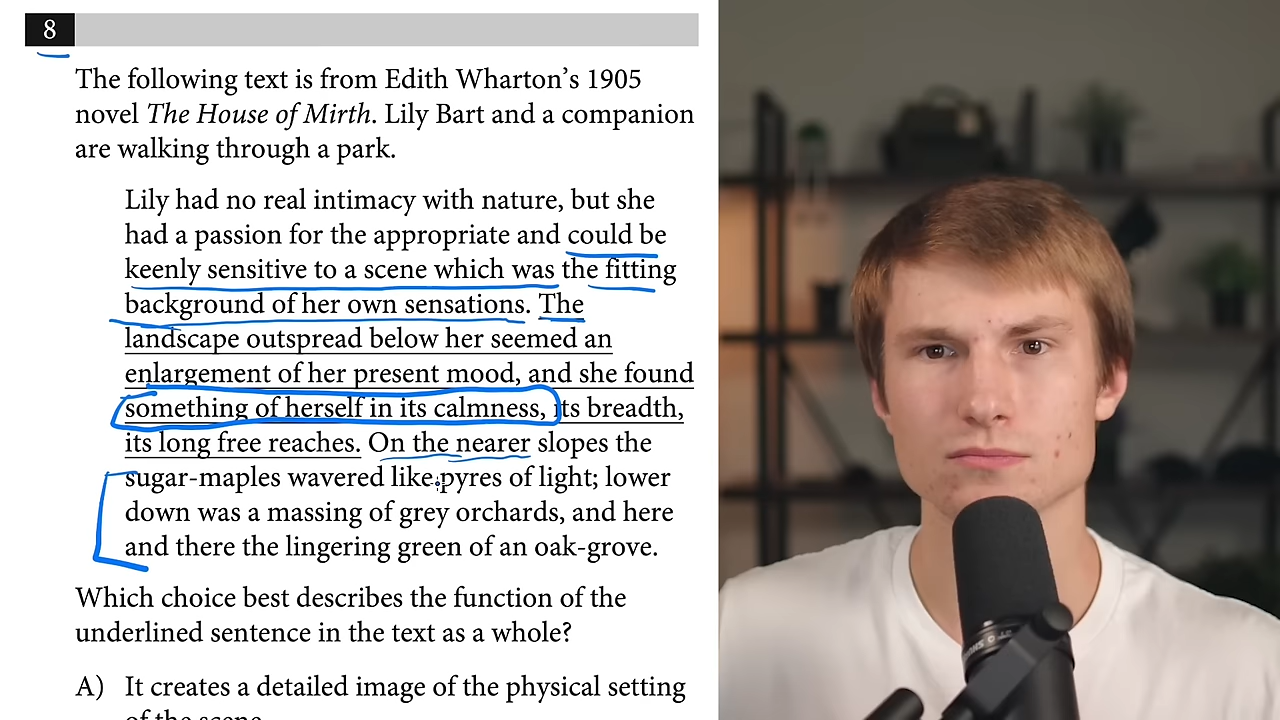 8
The following text is from Edith Wharton’s 1905
novel The House of Mirth. Lily Bart and a companion
are walking through a park.
Lily had no real intimacy with nature, but she
had a passion for the appropriate and could be
keenly sensitive to a scene which was the fitting
background of her own sensations. The
landscape outspread below her seemed an
enlargement of her present mood, and she found
something of herself in its calmness, its breadth,
its long free reaches. On the nearer slopes the
sugar-maples wavered like pyres of light; lower
down was a massing of grey orchards, and here
and there the lingering green of an oak-grove.
Which choice best describes the function of the
underlined sentence in the text as a whole?
A) It creates a detailed image of the physical setting
of the scene.